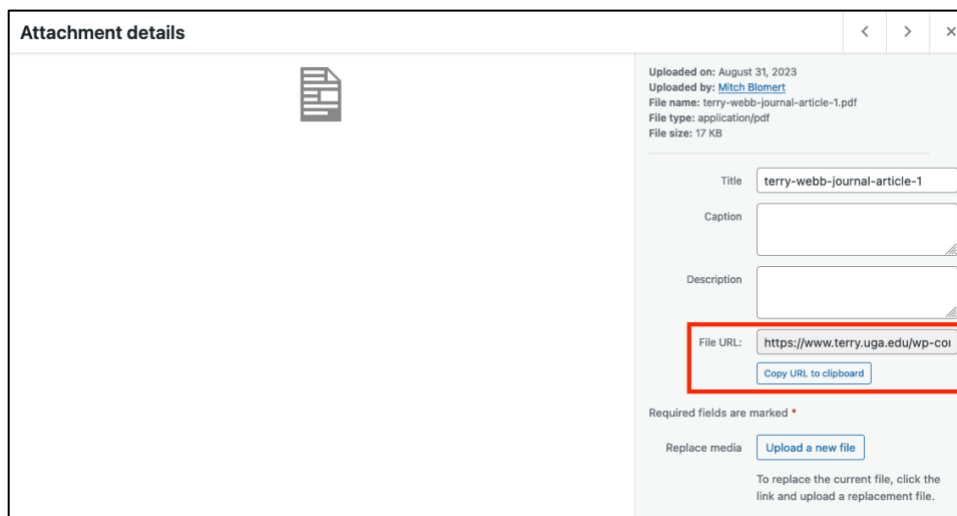 Attachment details
Uploaded on: August 31, 2023
Uploaded by: Mitch Blomert
File name: terry-webb-journal-article-1.pdf
File type: application/pdf
File size: 17 KB
Title terry-webb-journal-article-1
Caption
Description
File URL: https://www.terry.uga.edu/wp-co
Copy URL to clipboard
Required fields are marked *
Replace media Upload a new file
To replace the current file, click the
link and upload a replacement file.